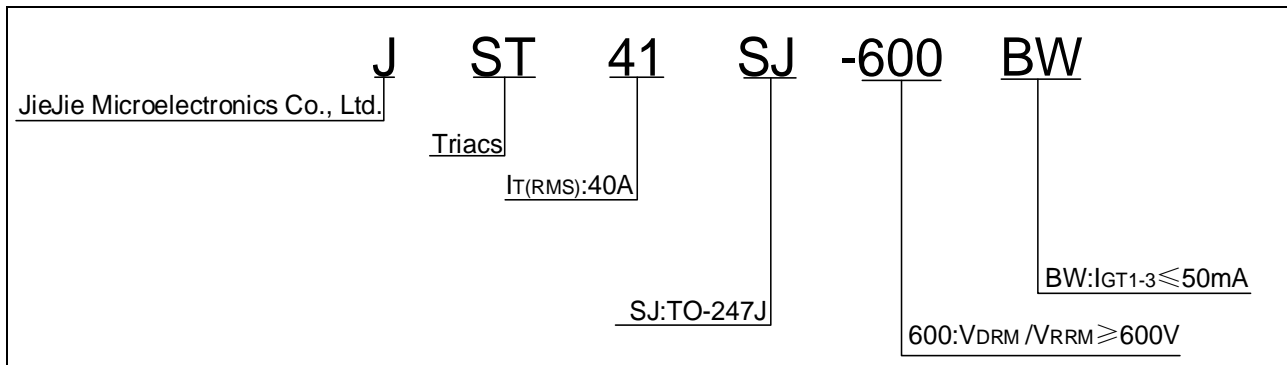 J ST 41 SJ -600 BW
JieJie Microelectronics Co., Ltd.
Triacs
IT(RMS):40A
BW:IGT1-3≤50mA
SJ:TO-247J
600:VDRM /VRRM≥600V